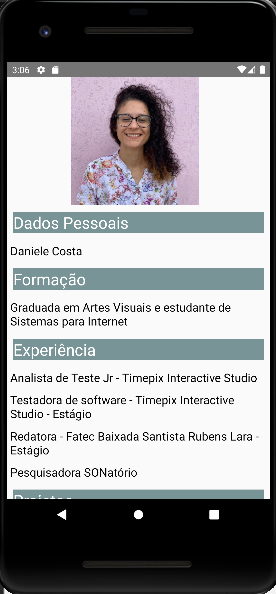 3:06
Dados Pessoais
Daniele Costa
Formação
Graduada em Artes Visuais e estudante de
Sistemas para Internet
Experiência
Analista de Teste Jr - Timepix Interactive Studio
Testadora de software - Timepix Interactive
Studio - Estágio
Redatora - Fatec Baixada Santista Rubens Lara -
Estágio
Pesquisadora SONatório
Projetos